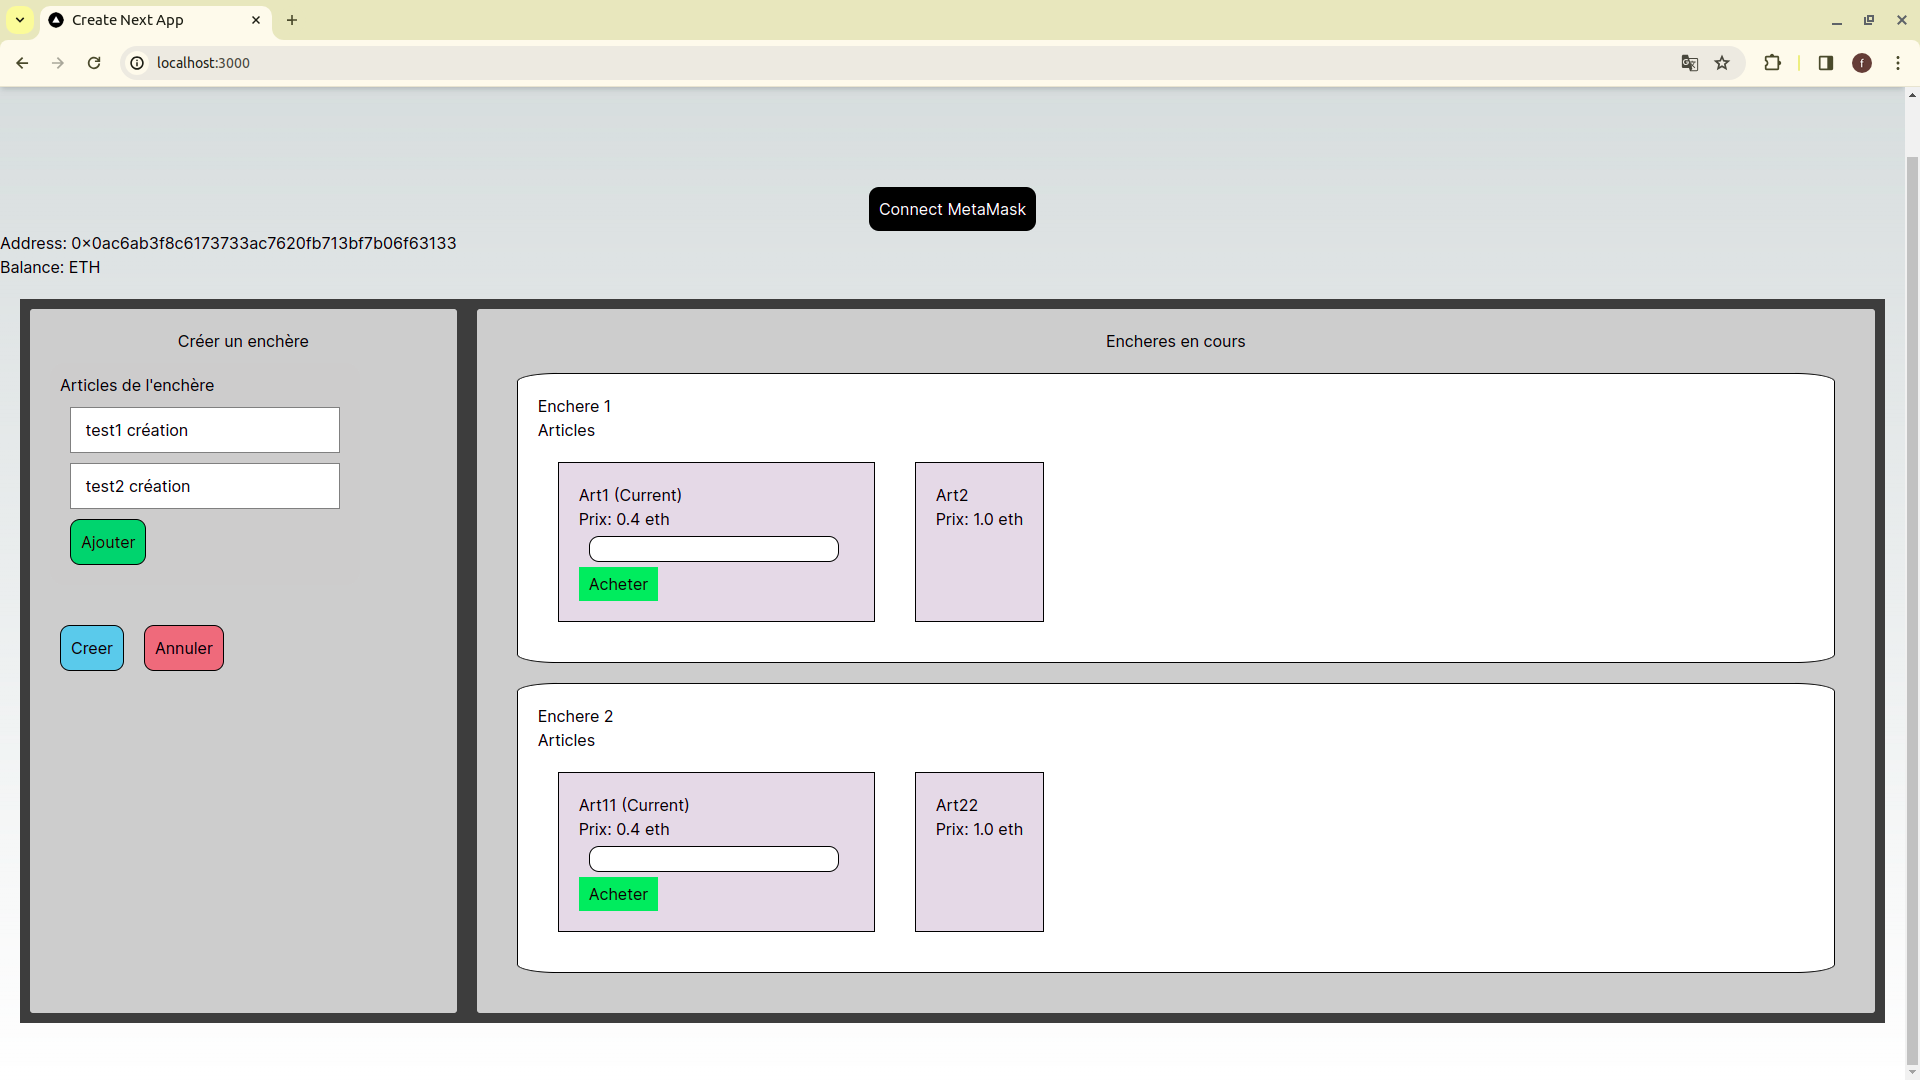 Create Next App
localhost:3000
f
Connect MetaMask
Address: 0x0ac6ab3f8c6173733ac7620fb713bf7b06f63133
Balance: ETH
Créer un enchère
Articles de l'enchère
test1 création
test2 création
Ajouter
Creer
Annuler
Encheres en cours
Enchere 1
Articles
Art1 (Current)
Prix: 0.4 eth
Acheter
Art2
Prix: 1.0 eth
Enchere 2
Articles
Art11 (Current)
Prix: 0.4 eth
Acheter
Art22
Prix: 1.0 eth